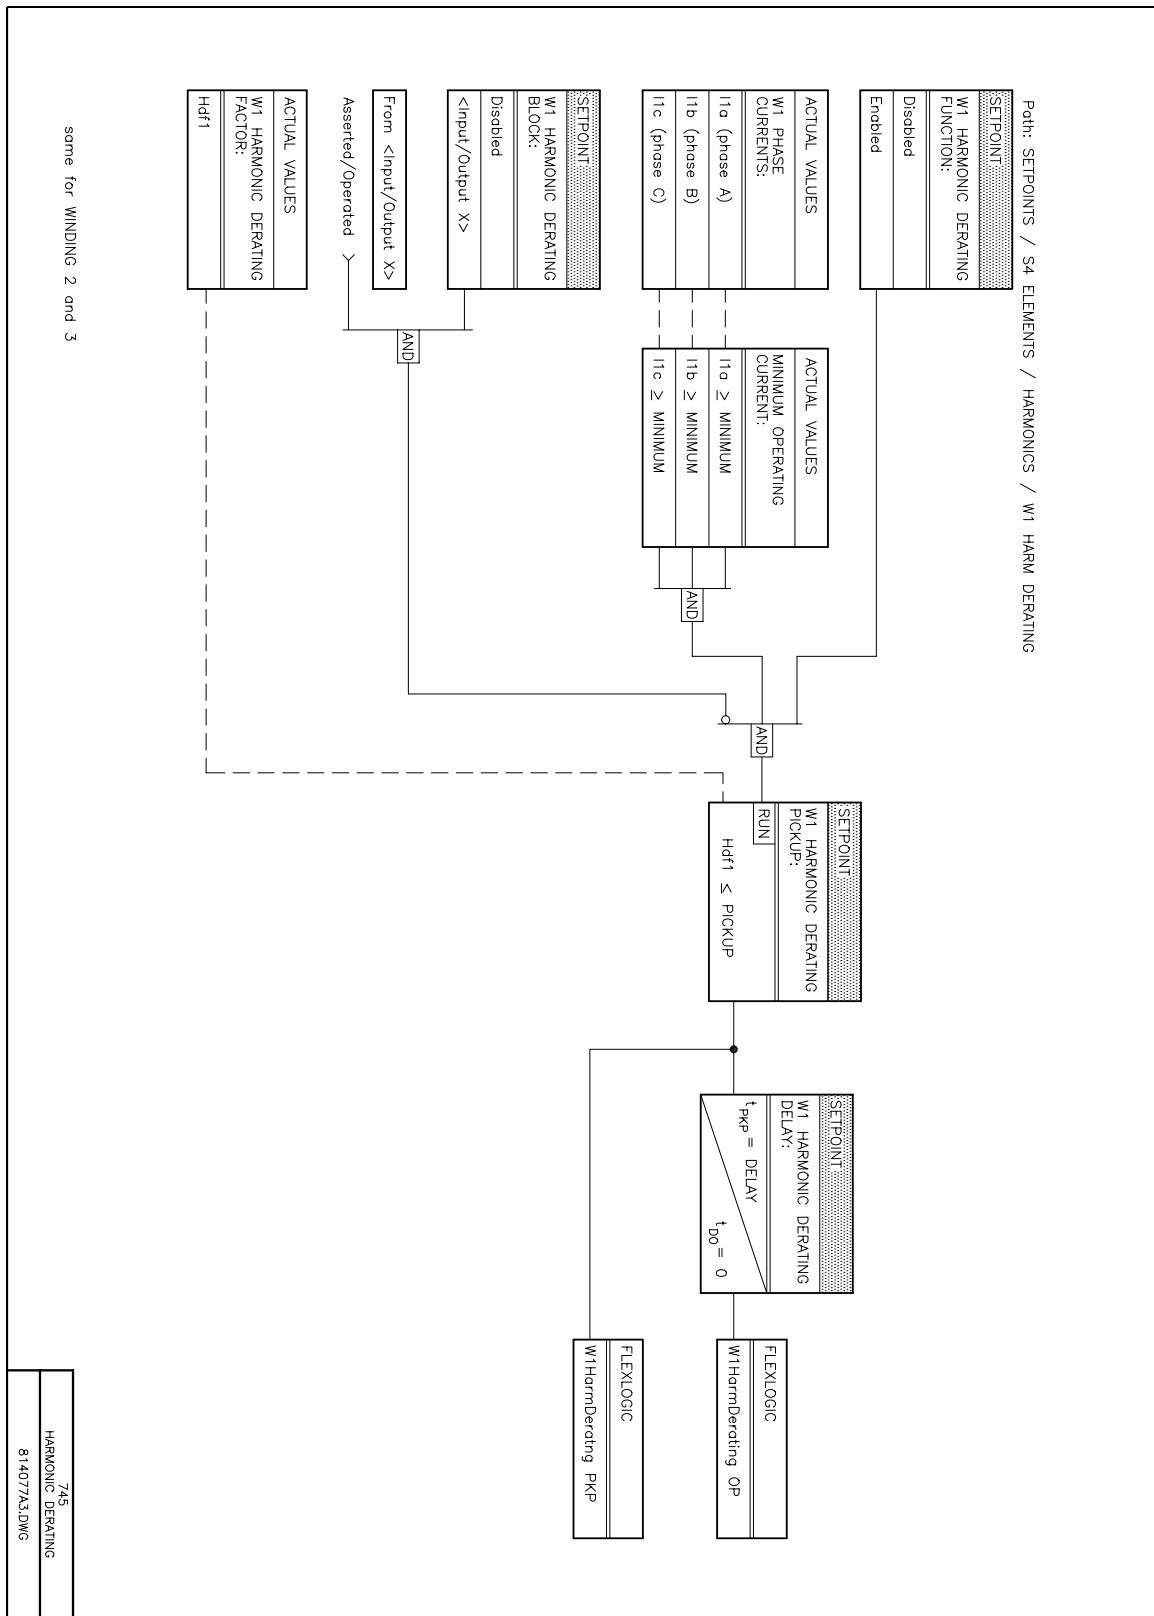 Path: SETPOINTS / S4 ELEMENTS / HARMONICS / W1 HARM DERATING
SETPOINT
W1 HARMONIC DERATING
FUNCTION:
Disabled
Enabled
ACTUAL VALUES
W1 PHASE
CURRENTS:
I1a (phase A)
I1b (phase B)
I1c (phase C)
ACTUAL VALUES
MINIMUM OPERATING
CURRENT:
I1a ≥ MINIMUM
I1b ≥ MINIMUM
I1c ≥ MINIMUM
AND
SETPOINT
W1 HARMONIC DERATING
BLOCK:
Disabled
<Input/Output X>
From <Input/Output X>
Asserted/Operated
AND
ACTUAL VALUES
W1 HARMONIC DERATING
FACTOR:
Hdf1
AND
SETPOINT
W1 HARMONIC DERATING
PICKUP:
RUN
Hdf1 ≤ PICKUP
SETPOINT
W1 HARMONIC DERATING
DELAY:
tPKP = DELAY
tDO = 0
FLEXLOGIC
W1HarmDerating OP
FLEXLOGIC
W1HarmDeratng PKP
same for WINDING 2 and 3
745
HARMONIC DERATING
814077A3.DWG